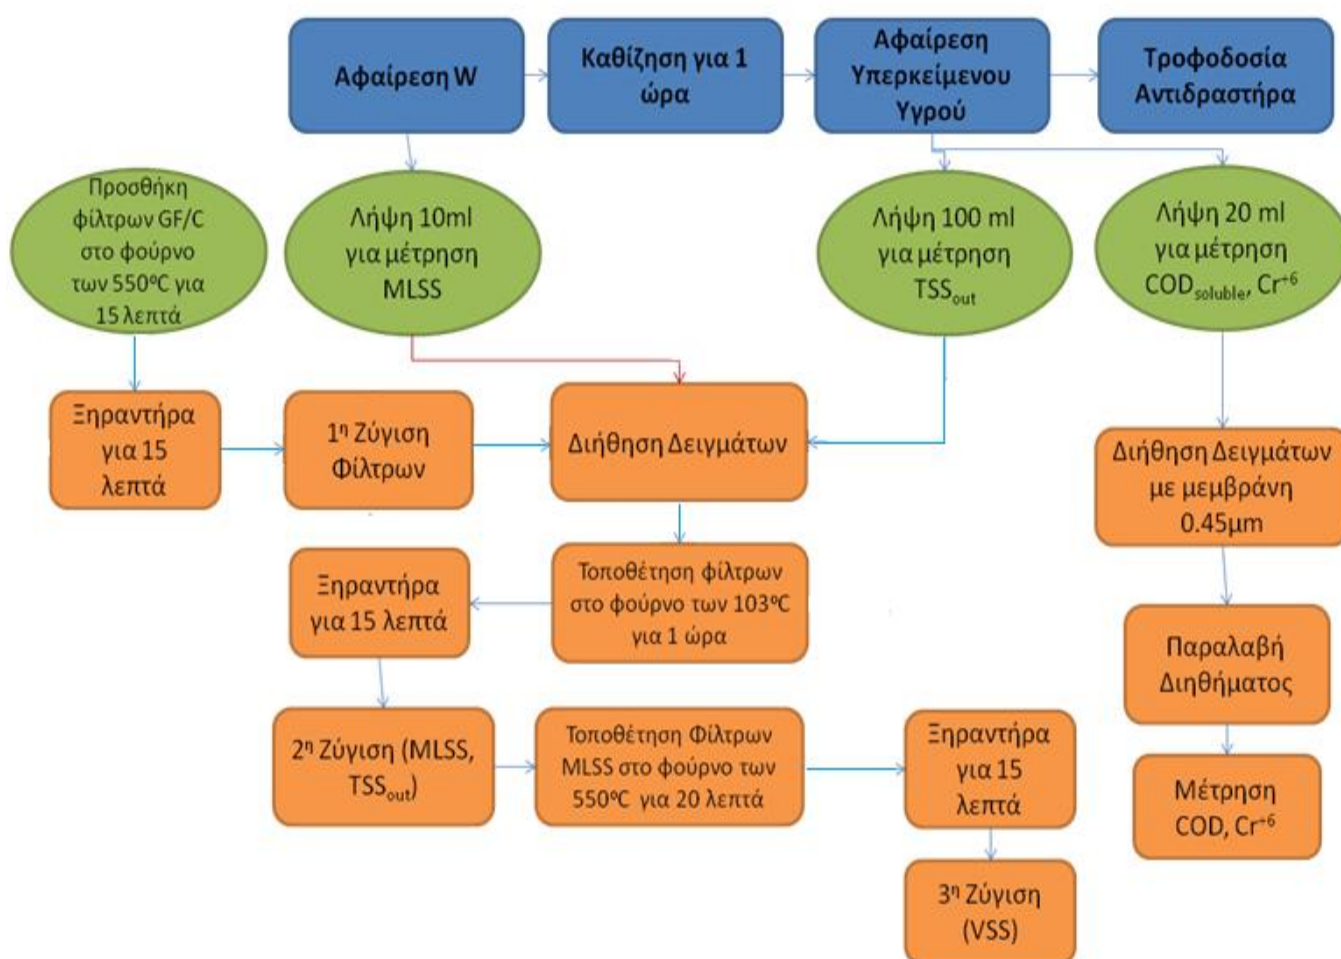 Αφαίρεση W
Καθίζηση για 1
ώρα
Αφαίρεση
Υπερκείμενου
Υγρού
Τροφοδοσία
Αντιδραστήρα
Προσθήκη
φίλτρων GF/C
στο φούρνο
των 550⁰C για
15 λεπτά
Λήψη 10ml
για μέτρηση
MLSS
Λήψη 100 ml
για μέτρηση
TSSout
Λήψη 20 ml
για μέτρηση
CODsoluble, Cr⁺⁶
Ξηραντήρα
για 15
λεπτά
1η Ζύγιση
Φίλτρων
Διήθηση Δειγμάτων
Διήθηση Δειγμάτων
με μεμβράνη
0.45μm
Ξηραντήρα
για 15 λεπτά
Τοποθέτηση φίλτρων
στο φούρνο των 103⁰C
για 1 ώρα
Παραλαβή
Διηθήματος
2η Ζύγιση (MLSS,
TSSout)
Τοποθέτηση Φίλτρων
MLSS στο φούρνο των
550⁰C για 20 λεπτά
Ξηραντήρα
για 15
λεπτά
Μέτρηση
COD, Cr⁺⁶
3η Ζύγιση
(VSS)